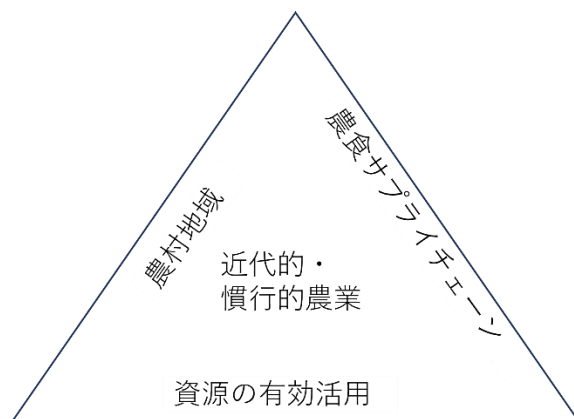 農村地域
農食サプライチェーン
近代的・
慣行的農業
資源の有効活用